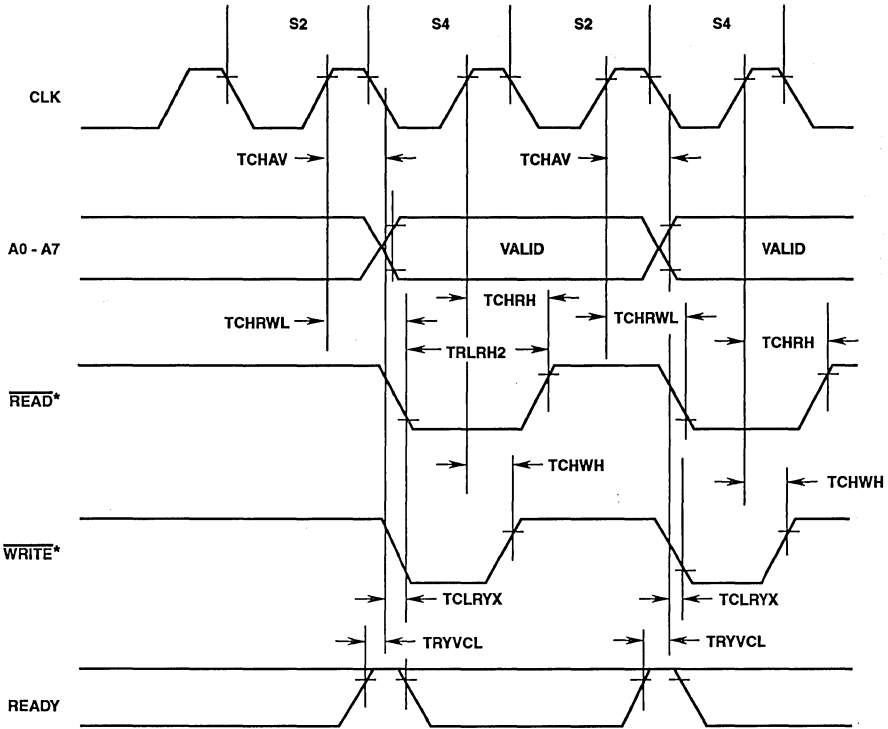 S2 S4 S2 S4
CLK
TCHAV TCHAV
A0 - A7 VALID VALID
TCHRH
TCHRWL TCHRWL
TCHRH
TRLRH2
READ*
TCHWH
TCHWH
WRITE*
TCLRYX TCLRYX
TRYVCL TRYVCL
READY